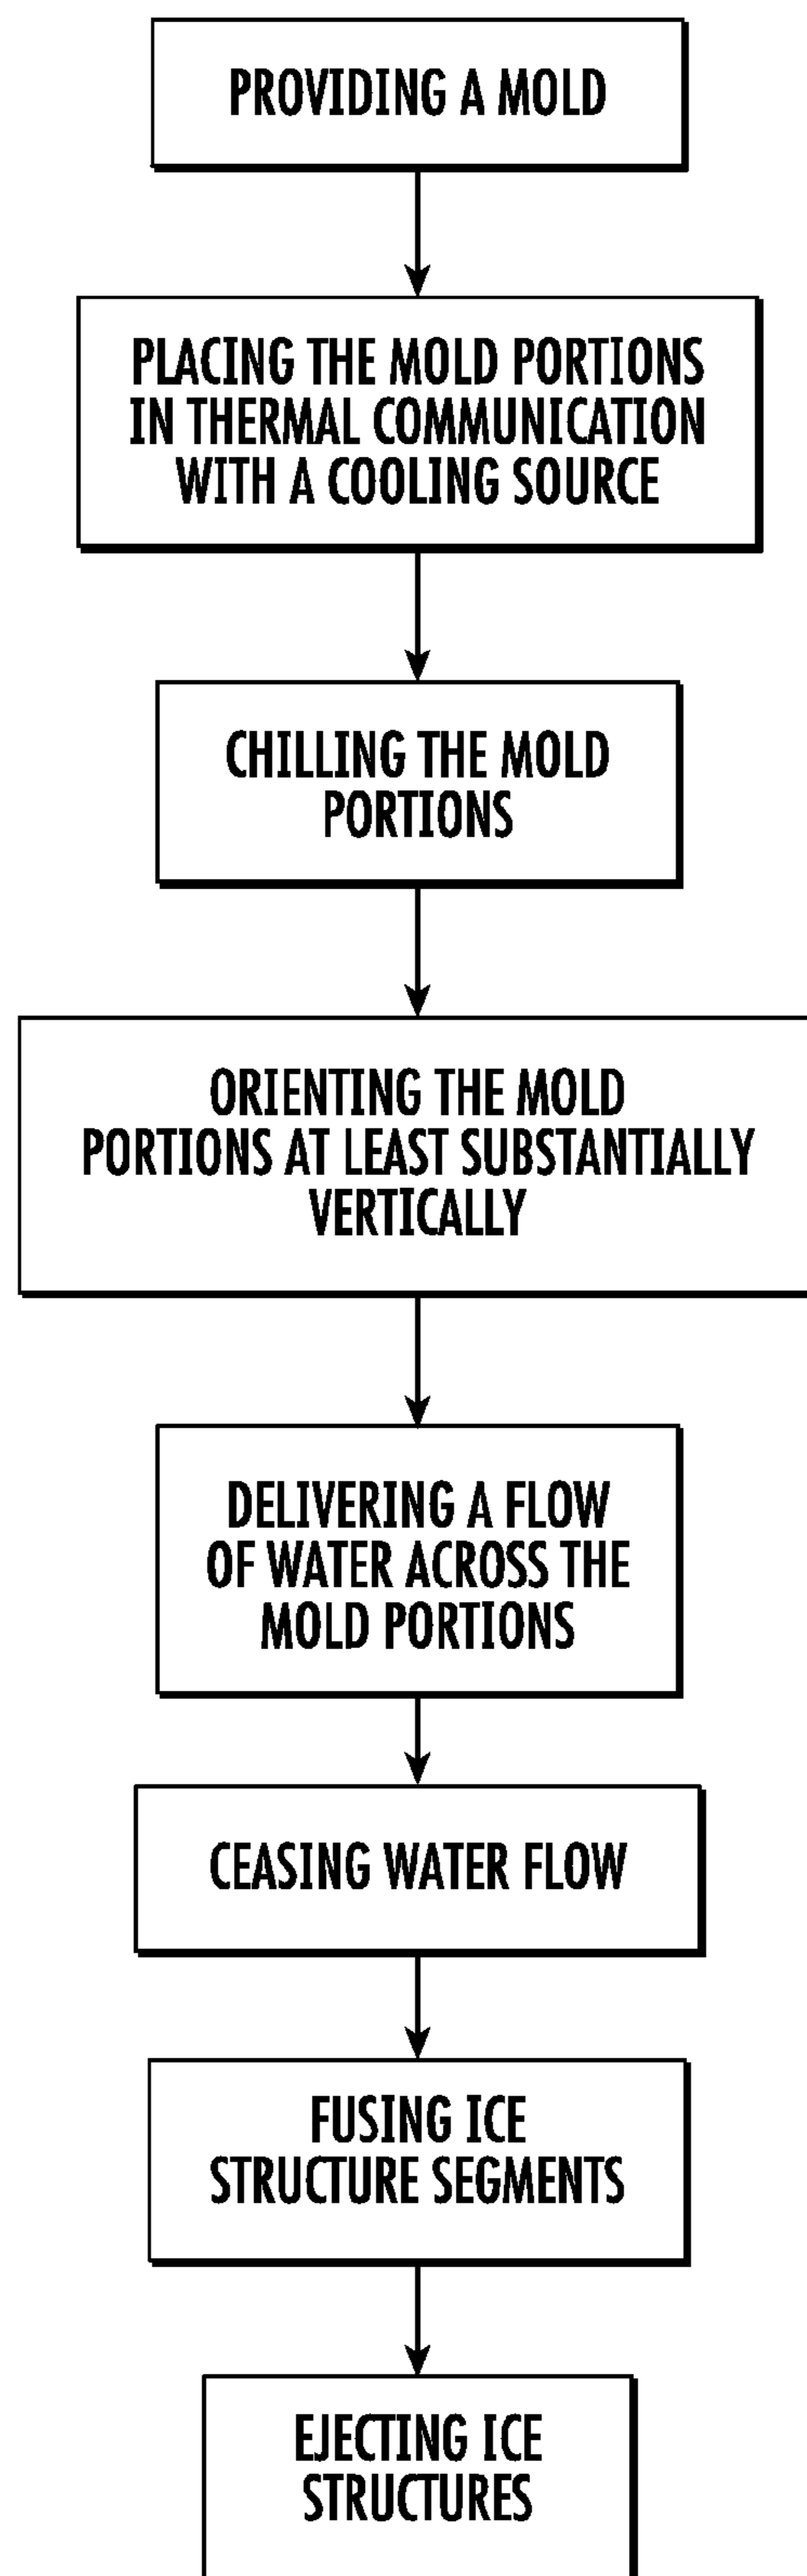 PROVIDING A MOLD
PLACING THE MOLD PORTIONS
IN THERMAL COMMUNICATION
WITH A COOLING SOURCE
CHILLING THE MOLD
PORTIONS
ORIENTING THE MOLD
PORTIONS AT LEAST SUBSTANTIALLY
VERTICALLY
DELIVERING A FLOW
OF WATER ACROSS THE
MOLD PORTIONS
CEASING WATER FLOW
FUSING ICE
STRUCTURE SEGMENTS
EJECTING ICE
STRUCTURES